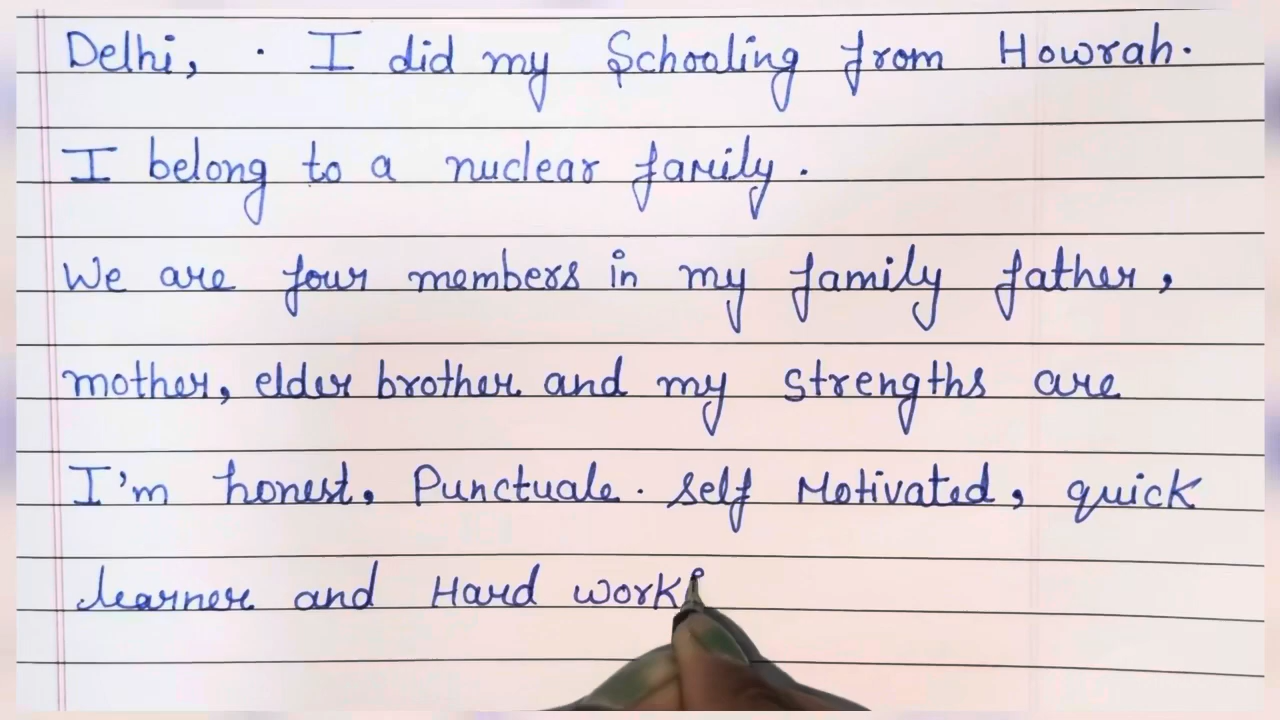 Delhi, . I did my Schooling from Howrah.
I belong to a nuclear family.
We are four members in my family father,
mother, elder brother and my strengths are
I'm honest, Punctuale. self Motivated, quick
learner and Hard worki